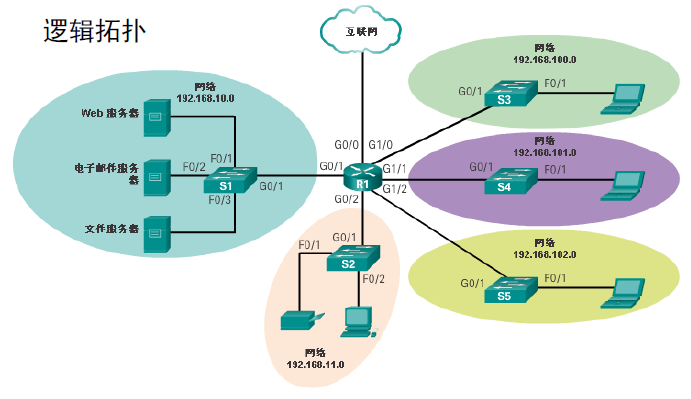 逻辑拓扑
互联网
网络
192.168.10.0
Web 服务器
电子邮件服务
器
文件服务器
F0/1
F0/2
F0/3
S1
G0/1
G0/1
G0/0
G1/0
G1/1
G1/2
R1
G0/2
网络
192.168.100.0
G0/1
F0/1
S3
网络
192.168.101.0
G0/1
F0/1
S4
网络
192.168.102.0
G0/1
F0/1
S5
F0/1
G0/1
S2
F0/2
网络
192.168.11.0